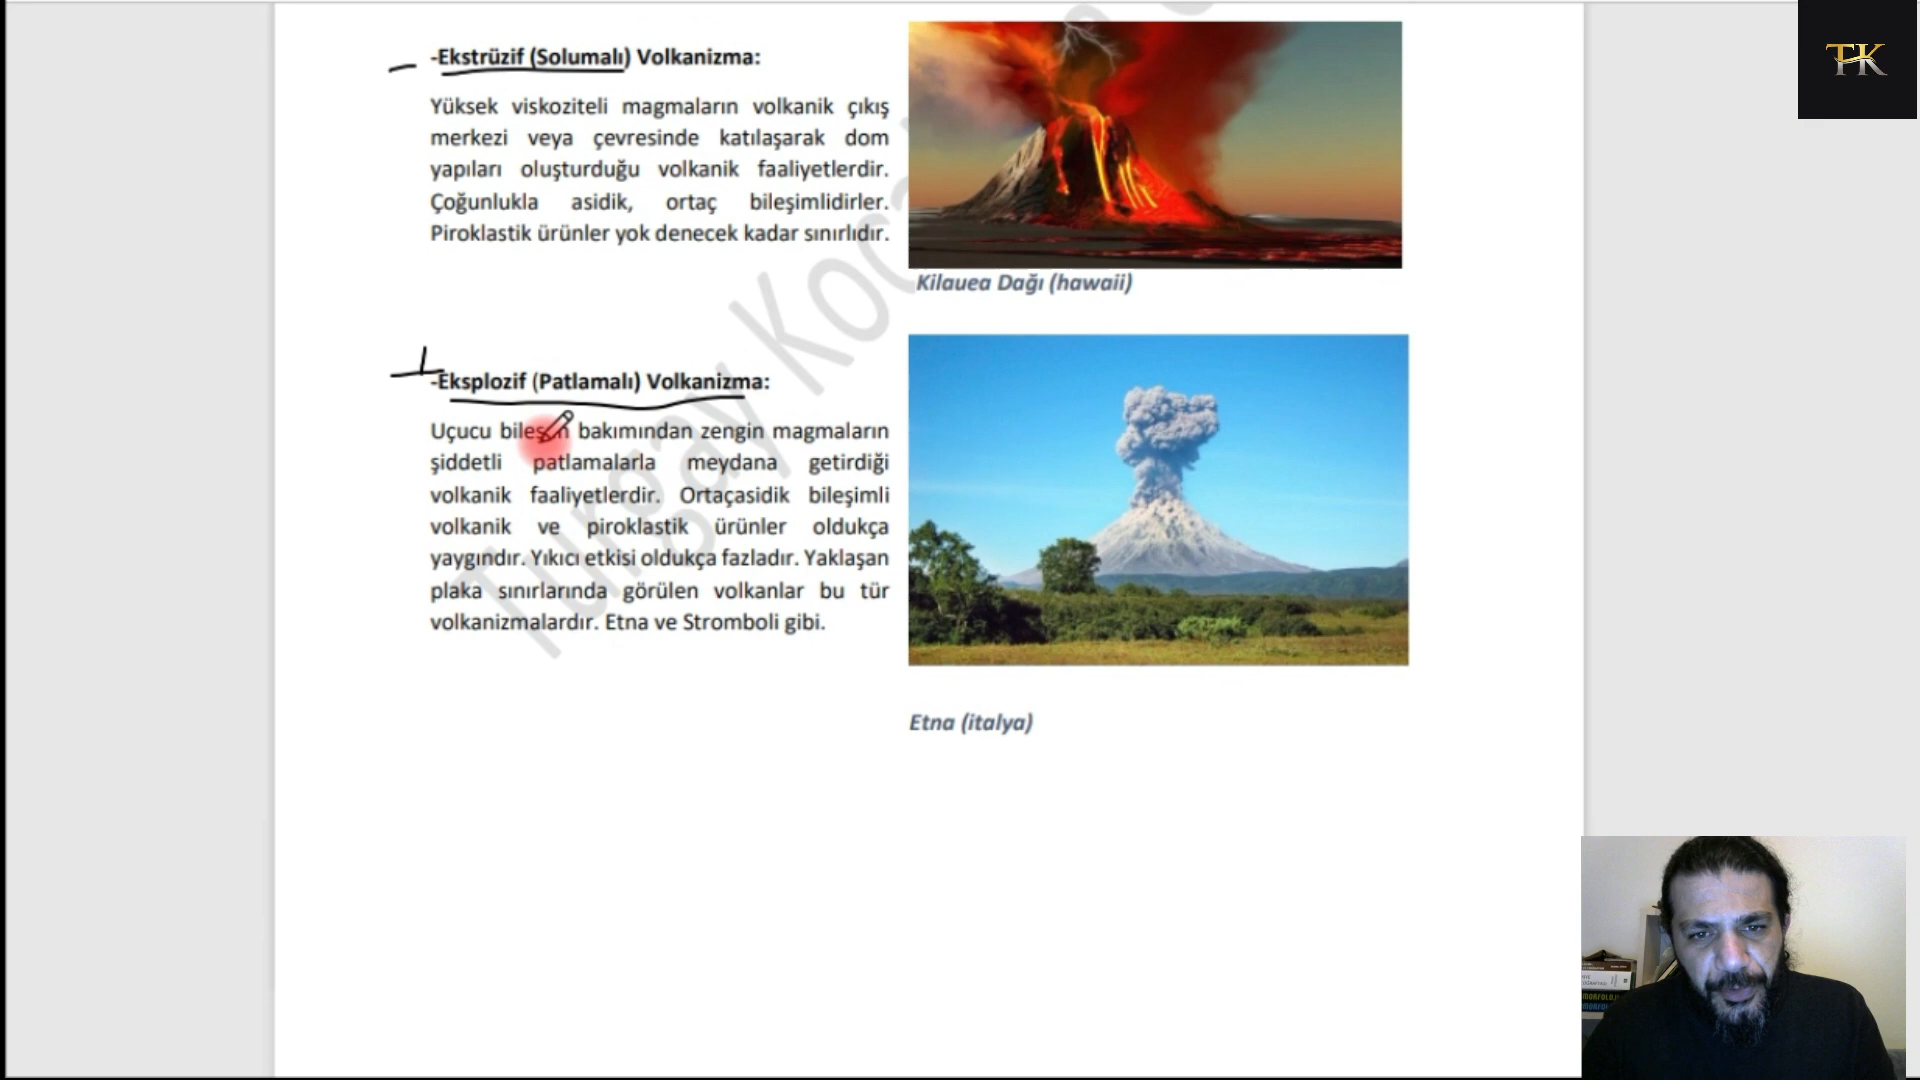 -Ekstrüzif (Solumalı) Volkanizma:
Yüksek viskoziteli magmaların volkanik çıkış
merkezi veya çevresinde katılaşarak dom
yapıları oluşturduğu volkanik faaliyetlerdir.
Çoğunlukla asidik, ortaç bileşimlidirler.
Piroklastik ürünler yok denecek kadar sınırlıdır.
Kilauea Dağı (hawaii)
-Eksplozif (Patlamalı) Volkanizma:
Uçucu bileşen bakımından zengin magmaların
şiddetli patlamalarla meydana getirdiği
volkanik faaliyetlerdir. Ortaçasidik bileşimli
volkanik ve piroklastik ürünler oldukça
yaygındır. Yıkıcı etkisi oldukça fazladır. Yaklaşan
plaka sınırlarında görülen volkanlar bu tür
volkanizmalardır. Etna ve Stromboli gibi.
Etna (italya)
Turgay
TK